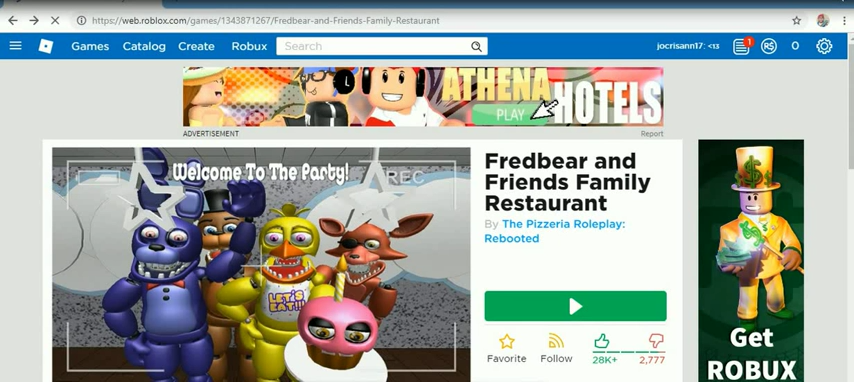 https://web.roblox.com/games/1343871267/Fredbear-and-Friends-Family-Restaurant
Games Catalog Create Robux Search jocrisann17: <13 1 R$ 0
ATHENA
PLAY
HOTELS
ADVERTISEMENT Report
Welcome To The Party!
REC
LET'S
EAT!!!
Fredbear and
Friends Family
Restaurant
By The Pizzeria Roleplay:
Rebooted
Favorite Follow 28K+ 2,777
$
Get
ROBUX